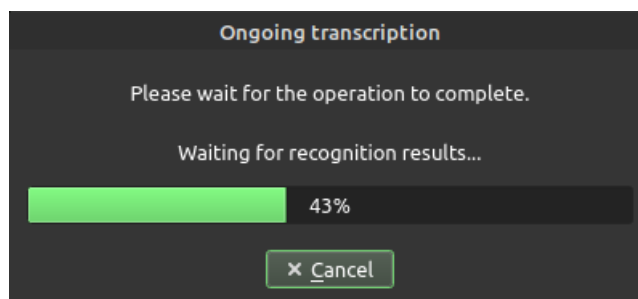 Ongoing transcription
Please wait for the operation to complete.
Waiting for recognition results...
43%
× Cancel